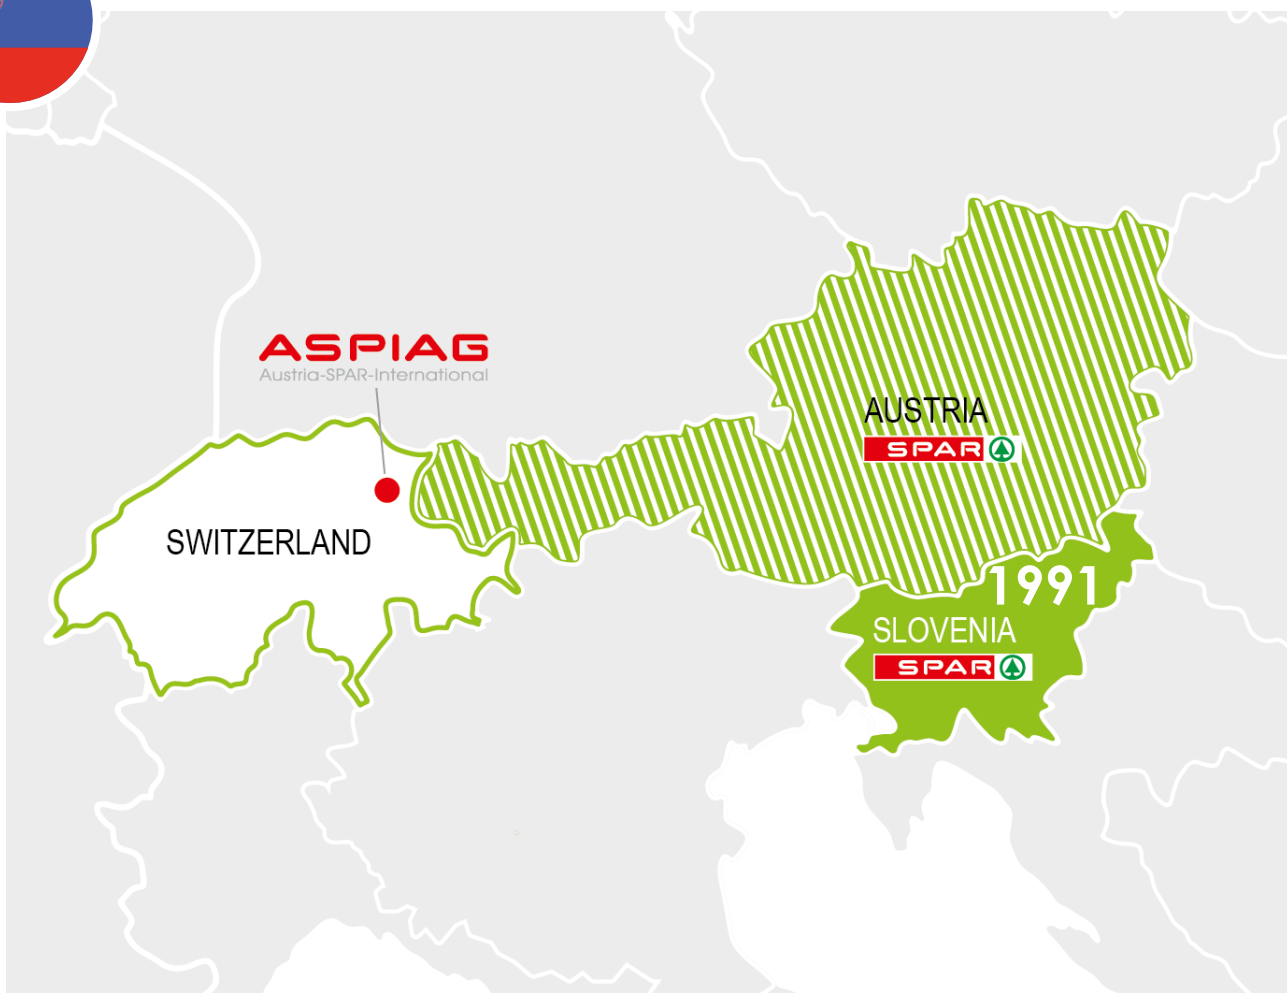 ASPIAG
Austria-SPAR-International
AUSTRIA
SPAR
SWITZERLAND
1991
SLOVENIA
SPAR